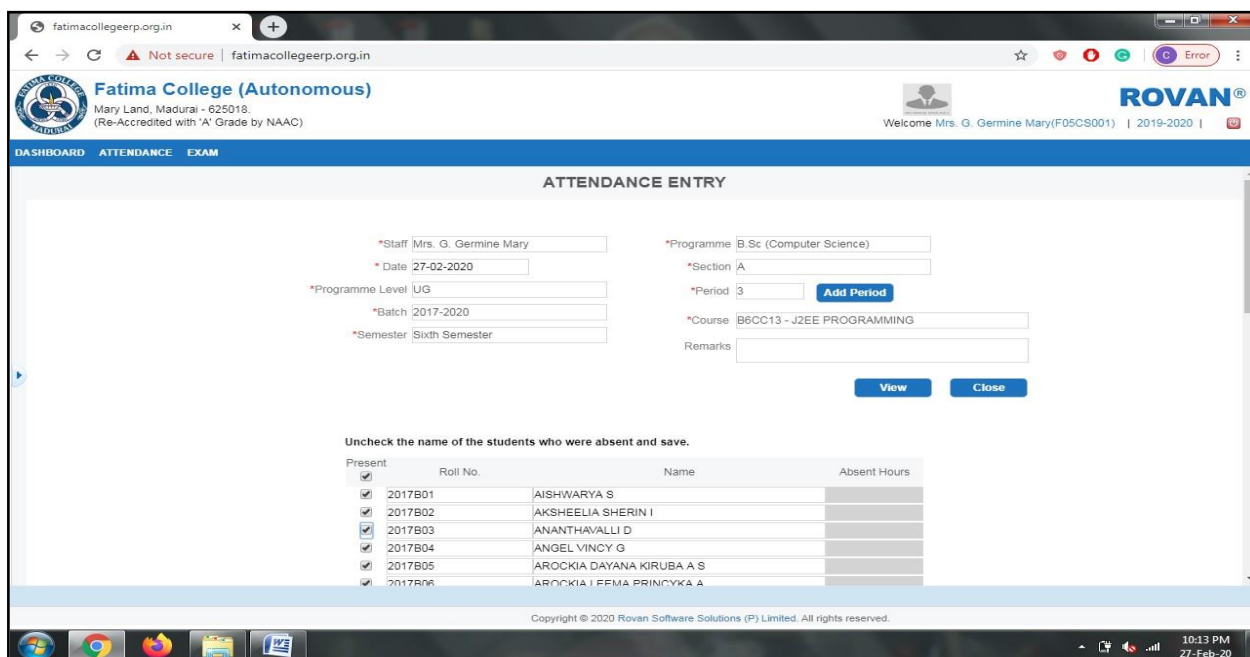 fatimacollegeerp.org.in
Not secure | fatimacollegeerp.org.in
C Error
Fatima College (Autonomous)
Mary Land, Madurai - 625018.
(Re-Accredited with 'A' Grade by NAAC)
ROVAN®
Welcome Mrs. G. Germine Mary(F05CS001) | 2019-2020 |
DASHBOARD ATTENDANCE EXAM
ATTENDANCE ENTRY
*Staff Mrs. G. Germine Mary
*Programme B.Sc (Computer Science)
* Date 27-02-2020
*Section A
*Programme Level UG
*Period 3 Add Period
*Batch 2017-2020
*Course B6CC13 - J2EE PROGRAMMING
*Semester Sixth Semester
Remarks
View Close
Uncheck the name of the students who were absent and save.
Present Roll No. Name Absent Hours
2017B01 AISHWARYA S
2017B02 AKSHEELIA SHERIN I
2017B03 ANANTHAVALLI D
2017B04 ANGEL VINCY G
2017B05 AROCKIA DAYANA KIRUBA A S
2017B06 AROCKIA LEEMA PRINCYKA A
Copyright © 2020 Rovan Software Solutions (P) Limited. All rights reserved.
10:13 PM
27-Feb-20